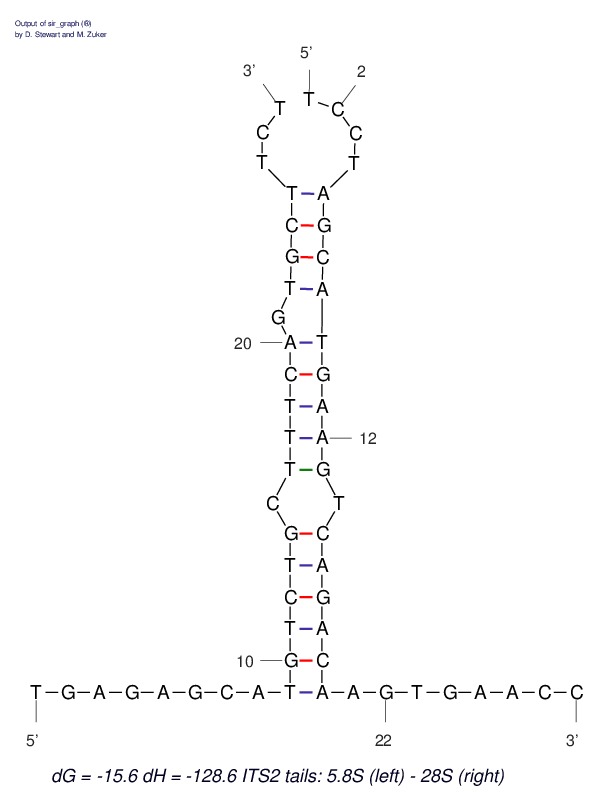 Output of sir_graph (®)
by D. Stewart and M. Zuker
3' 5' 2
T T C
C C
T T
T A
C G
G C
T A
G
20 A T
C G
T A
T A 12
T G
C T
G C
T A
C G
T A
10 G C
T G A G A G C A T A A G T G A A C C
5' 22 3'
dG = -15.6 dH = -128.6 ITS2 tails: 5.8S (left) - 28S (right)